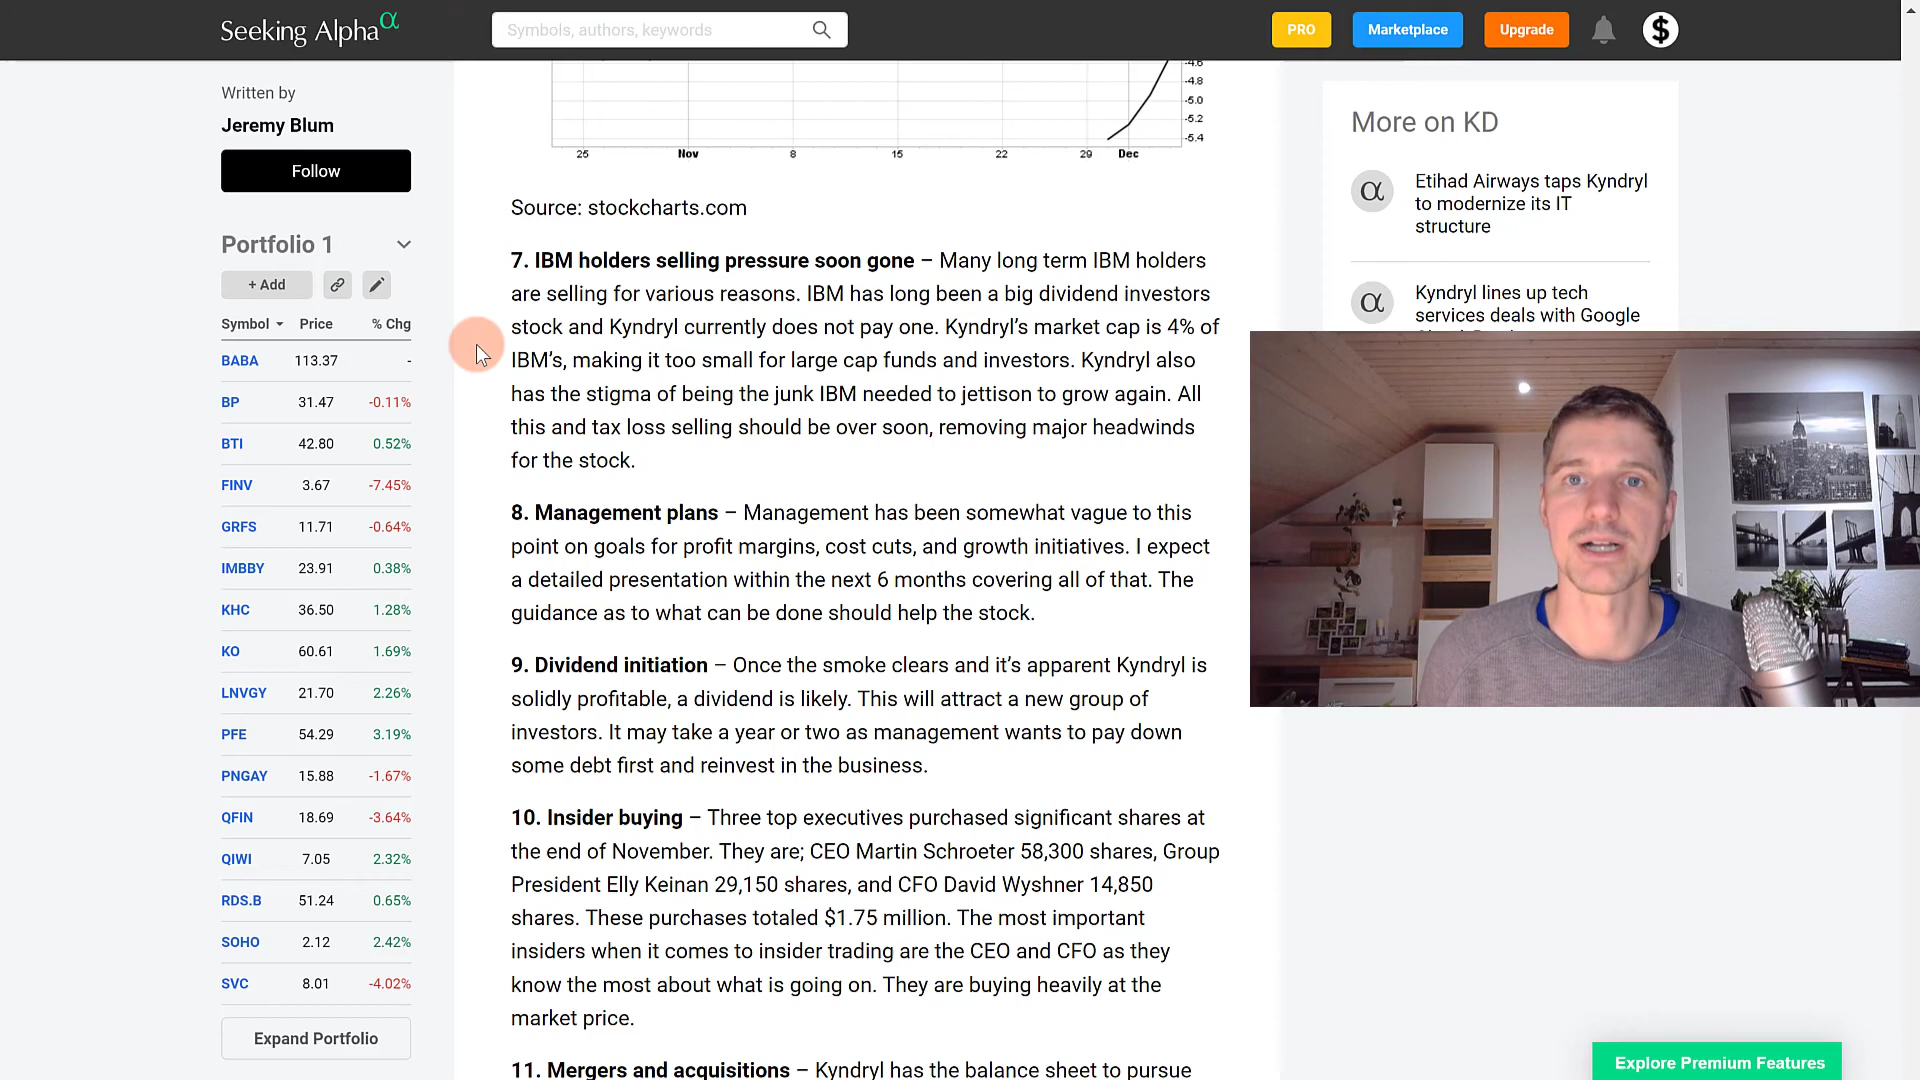 Seeking Alpha α
Symbols, authors, keywords
PRO
Marketplace
Upgrade
$
Written by
Jeremy Blum
Follow
Portfolio 1
+ Add
Symbol Price % Chg
BABA 113.37 -
BP 31.47 -0.11%
BTI 42.80 0.52%
FINV 3.67 -7.45%
GRFS 11.71 -0.64%
IMBBY 23.91 0.38%
KHC 36.50 1.28%
KO 60.61 1.69%
LNVGY 21.70 2.26%
PFE 54.29 3.19%
PNGAY 15.88 -1.67%
QFIN 18.69 -3.64%
QIWI 7.05 2.32%
RDS.B 51.24 0.65%
SOHO 2.12 2.42%
SVC 8.01 -4.02%
Expand Portfolio
-4.6
-4.8
-5.0
-5.2
-5.4
25 Nov 8 15 22 29 Dec
Source: stockcharts.com
7. IBM holders selling pressure soon gone – Many long term IBM holders
are selling for various reasons. IBM has long been a big dividend investors
stock and Kyndryl currently does not pay one. Kyndryl’s market cap is 4% of
IBM’s, making it too small for large cap funds and investors. Kyndryl also
has the stigma of being the junk IBM needed to jettison to grow again. All
this and tax loss selling should be over soon, removing major headwinds
for the stock.
8. Management plans – Management has been somewhat vague to this
point on goals for profit margins, cost cuts, and growth initiatives. I expect
a detailed presentation within the next 6 months covering all of that. The
guidance as to what can be done should help the stock.
9. Dividend initiation – Once the smoke clears and it’s apparent Kyndryl is
solidly profitable, a dividend is likely. This will attract a new group of
investors. It may take a year or two as management wants to pay down
some debt first and reinvest in the business.
10. Insider buying – Three top executives purchased significant shares at
the end of November. They are; CEO Martin Schroeter 58,300 shares, Group
President Elly Keinan 29,150 shares, and CFO David Wyshner 14,850
shares. These purchases totaled $1.75 million. The most important
insiders when it comes to insider trading are the CEO and CFO as they
know the most about what is going on. They are buying heavily at the
market price.
11. Mergers and acquisitions – Kyndryl has the balance sheet to pursue
More on KD
α
Etihad Airways taps Kyndryl
to modernize its IT
structure
α
Kyndryl lines up tech
services deals with Google
Explore Premium Features